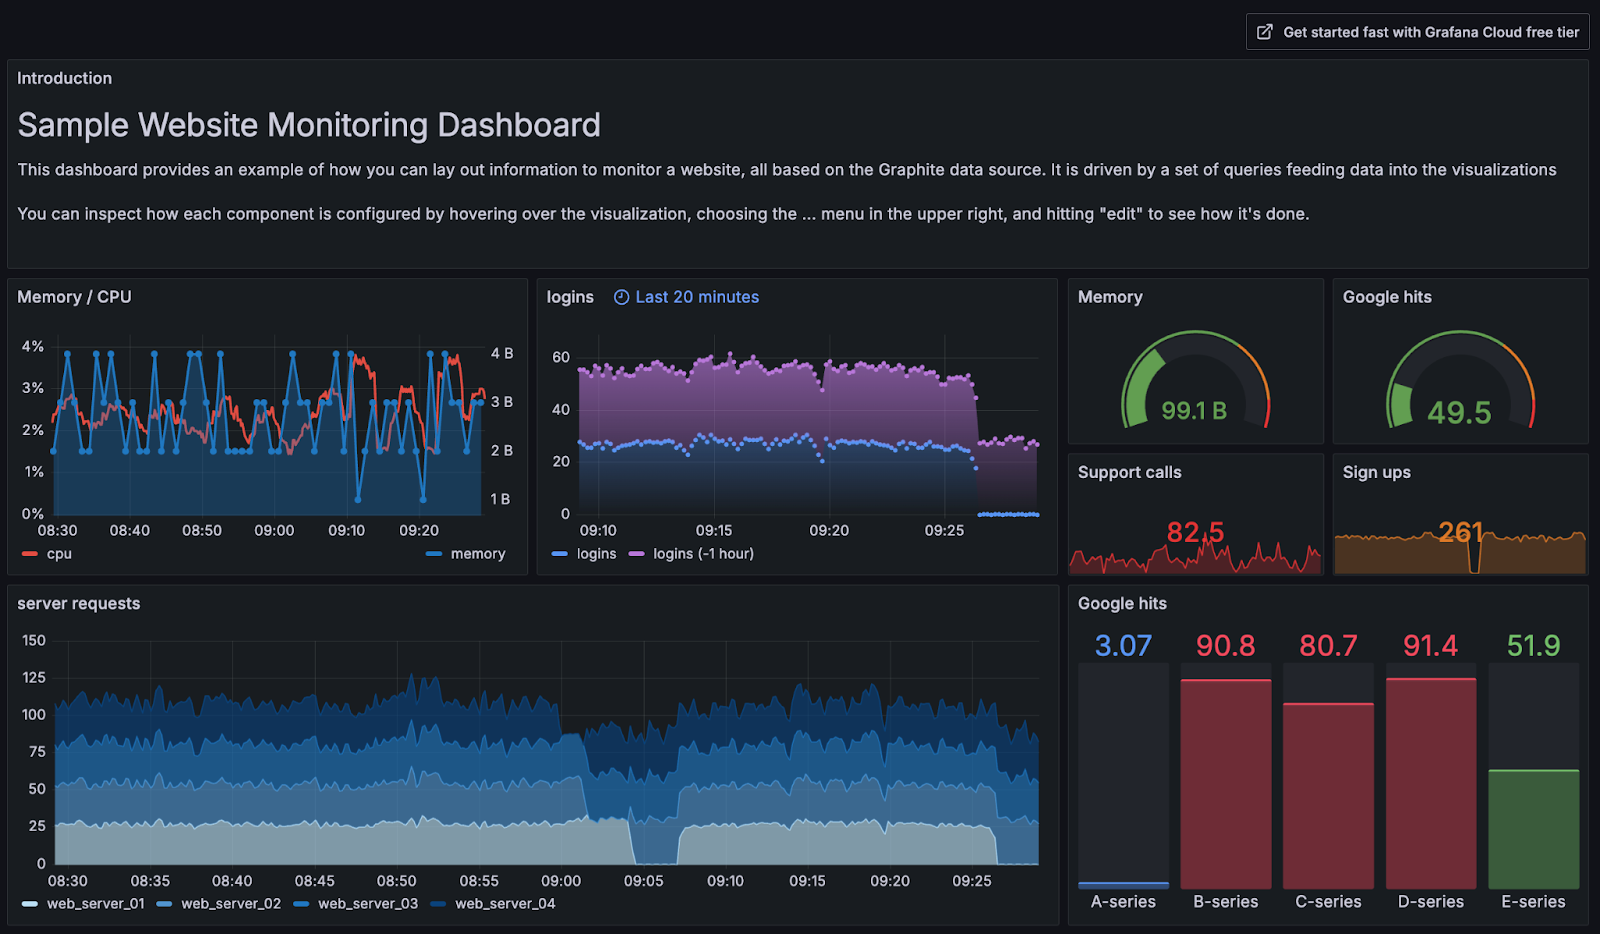 Get started fast with Grafana Cloud free tier
Introduction
Sample Website Monitoring Dashboard
This dashboard provides an example of how you can lay out information to monitor a website, all based on the Graphite data source. It is driven by a set of queries feeding data into the visualizations
You can inspect how each component is configured by hovering over the visualization, choosing the ... menu in the upper right, and hitting "edit" to see how it's done.
Memory / CPU
4%
3%
2%
1%
0%
4 B
3 B
2 B
1 B
08:30 08:40 08:50 09:00 09:10 09:20
cpu
memory
logins
Last 20 minutes
60
40
20
0
09:10 09:15 09:20 09:25
logins logins (-1 hour)
Memory
99.1 B
Google hits
49.5
Support calls
82.5
Sign ups
261
server requests
150
125
100
75
50
25
0
08:30 08:35 08:40 08:45 08:50 08:55 09:00 09:05 09:10 09:15 09:20 09:25
web_server_01 web_server_02 web_server_03 web_server_04
Google hits
3.07 90.8 80.7 91.4 51.9
A-series B-series C-series D-series E-series